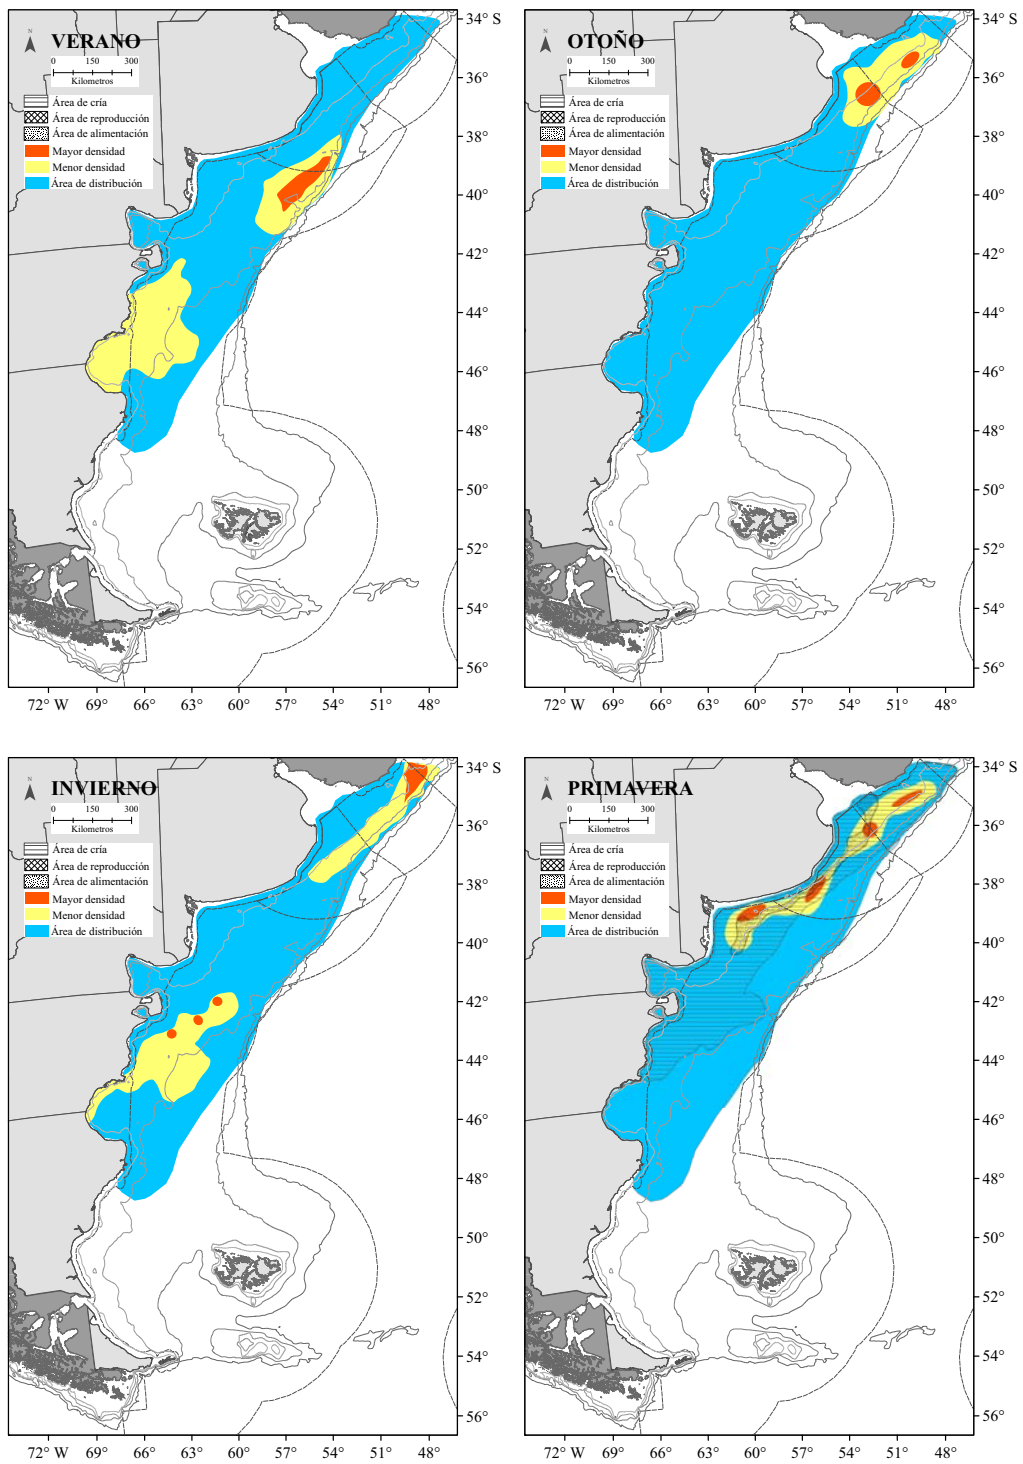 VERANO
N
0 150 300
Kilometros
Área de cría
Área de reproducción
Área de alimentación
Mayor densidad
Menor densidad
Área de distribución
34° S
36°
38°
40°
42°
44°
46°
48°
50°
52°
54°
56°
72° W 69° 66° 63° 60° 57° 54° 51° 48°
OTOÑO
N
0 150 300
Kilometros
Área de cría
Área de reproducción
Área de alimentación
Mayor densidad
Menor densidad
Área de distribución
34° S
36°
38°
40°
42°
44°
46°
48°
50°
52°
54°
56°
72° W 69° 66° 63° 60° 57° 54° 51° 48°
INVIERNO
N
0 150 300
Kilometros
Área de cría
Área de reproducción
Área de alimentación
Mayor densidad
Menor densidad
Área de distribución
34° S
36°
38°
40°
42°
44°
46°
48°
50°
52°
54°
56°
72° W 69° 66° 63° 60° 57° 54° 51° 48°
PRIMAVERA
N
0 150 300
Kilometros
Área de cría
Área de reproducción
Área de alimentación
Mayor densidad
Menor densidad
Área de distribución
34° S
36°
38°
40°
42°
44°
46°
48°
50°
52°
54°
56°
72° W 69° 66° 63° 60° 57° 54° 51° 48°